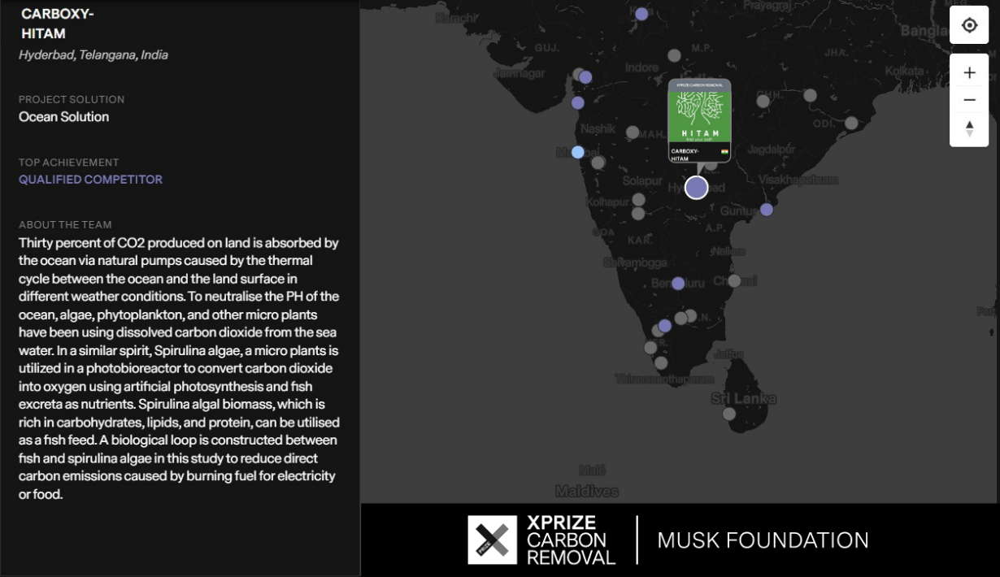 CARBOXY-
HITAM
Hyderbad, Telangana, India
PROJECT SOLUTION
Ocean Solution
TOP ACHIEVEMENT
QUALIFIED COMPETITOR
ABOUT THE TEAM
Thirty percent of CO2 produced on land is absorbed by
the ocean via natural pumps caused by the thermal
cycle between the ocean and the land surface in
different weather conditions. To neutralise the PH of the
ocean, algae, phytoplankton, and other micro plants
have been using dissolved carbon dioxide from the sea
water. In a similar spirit, Spirulina algae, a micro plants is
utilized in a photobioreactor to convert carbon dioxide
into oxygen using artificial photosynthesis and fish
excreta as nutrients. Spirulina algal biomass, which is
rich in carbohydrates, lipids, and protein, can be utilised
as a fish feed. A biological loop is constructed between
fish and spirulina algae in this study to reduce direct
carbon emissions caused by burning fuel for electricity
or food.
Karachi
Prayagraj
MEG.
GUJ.
M.P.
Indore
JHA.
Jamnagar
Kolkata
XPRIZE CARBON REMOVAL
HITAM
find your path
CARBOXY-
HITAM
Nashik
MAH.
ODI.
Jagdalpur
Solapur
Visakhapatnam
Kolhapur
Guntur
GOA
KAR.
A.P.
Nellore
Shivamogga
Jaffna
Thiruvananthapuram
Sri Lanka
Malé
Maldives
+
−
XPRIZE
CARBON
REMOVAL
PRIZE
MUSK FOUNDATION